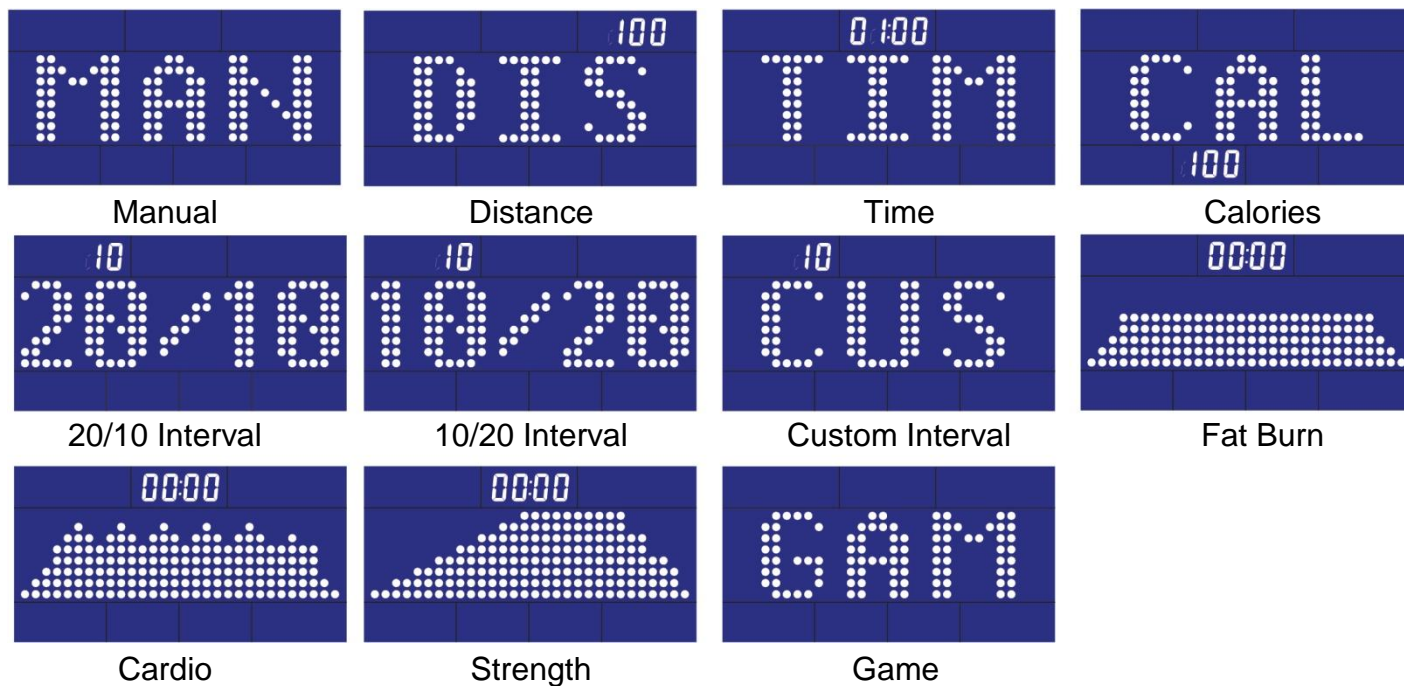 100 01:00
MAN DIS TIM CAL
100
Manual Distance Time Calories
10 10 10 00:00
20/10 10/20 CUS
20/10 Interval 10/20 Interval Custom Interval Fat Burn
00:00 00:00
GAM
Cardio Strength Game